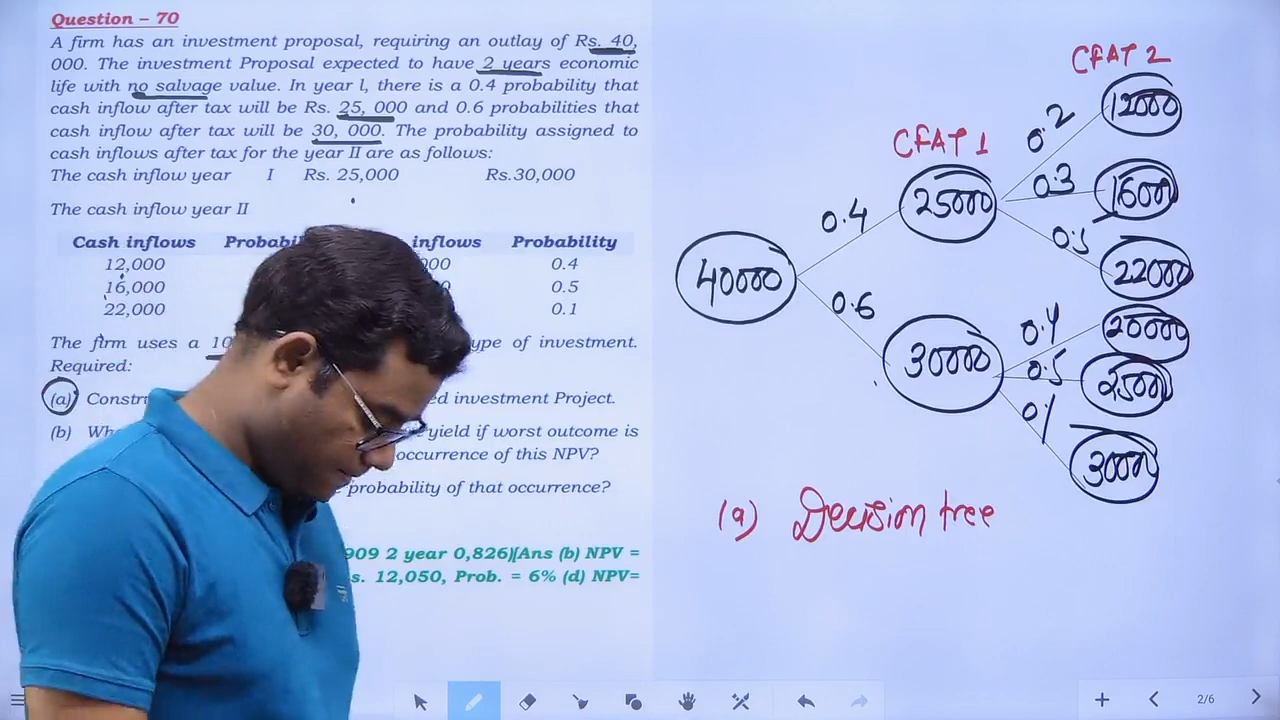 Question – 70
A firm has an investment proposal, requiring an outlay of Rs. 40,
000. The investment Proposal expected to have 2 years economic
life with no salvage value. In year l, there is a 0.4 probability that
cash inflow after tax will be Rs. 25, 000 and 0.6 probabilities that
cash inflow after tax will be 30, 000. The probability assigned to
cash inflows after tax for the year II are as follows:
The cash inflow year I Rs. 25,000 Rs.30,000
The cash inflow year II
Cash inflows inflows Probability
12,000 0.4
16,000 0.5
22,000 0.1
The firm uses a 10 ype of investment.
Required:
(a) Constru ed investment Project.
(b) Wh yield if worst outcome is
occurrence of this NPV?
probability of that occurrence?
909 2 year 0,826)[Ans (b) NPV =
s. 12,050, Prob. = 6% (d) NPV=
CFAT 2
12000
0.2
CFAT 1
0.3
16000
25000
0.4
0.5
22000
40000
0.6
0.4
20000
30000
0.5
25000
0.1
30000
(a) Decision tree
2/6